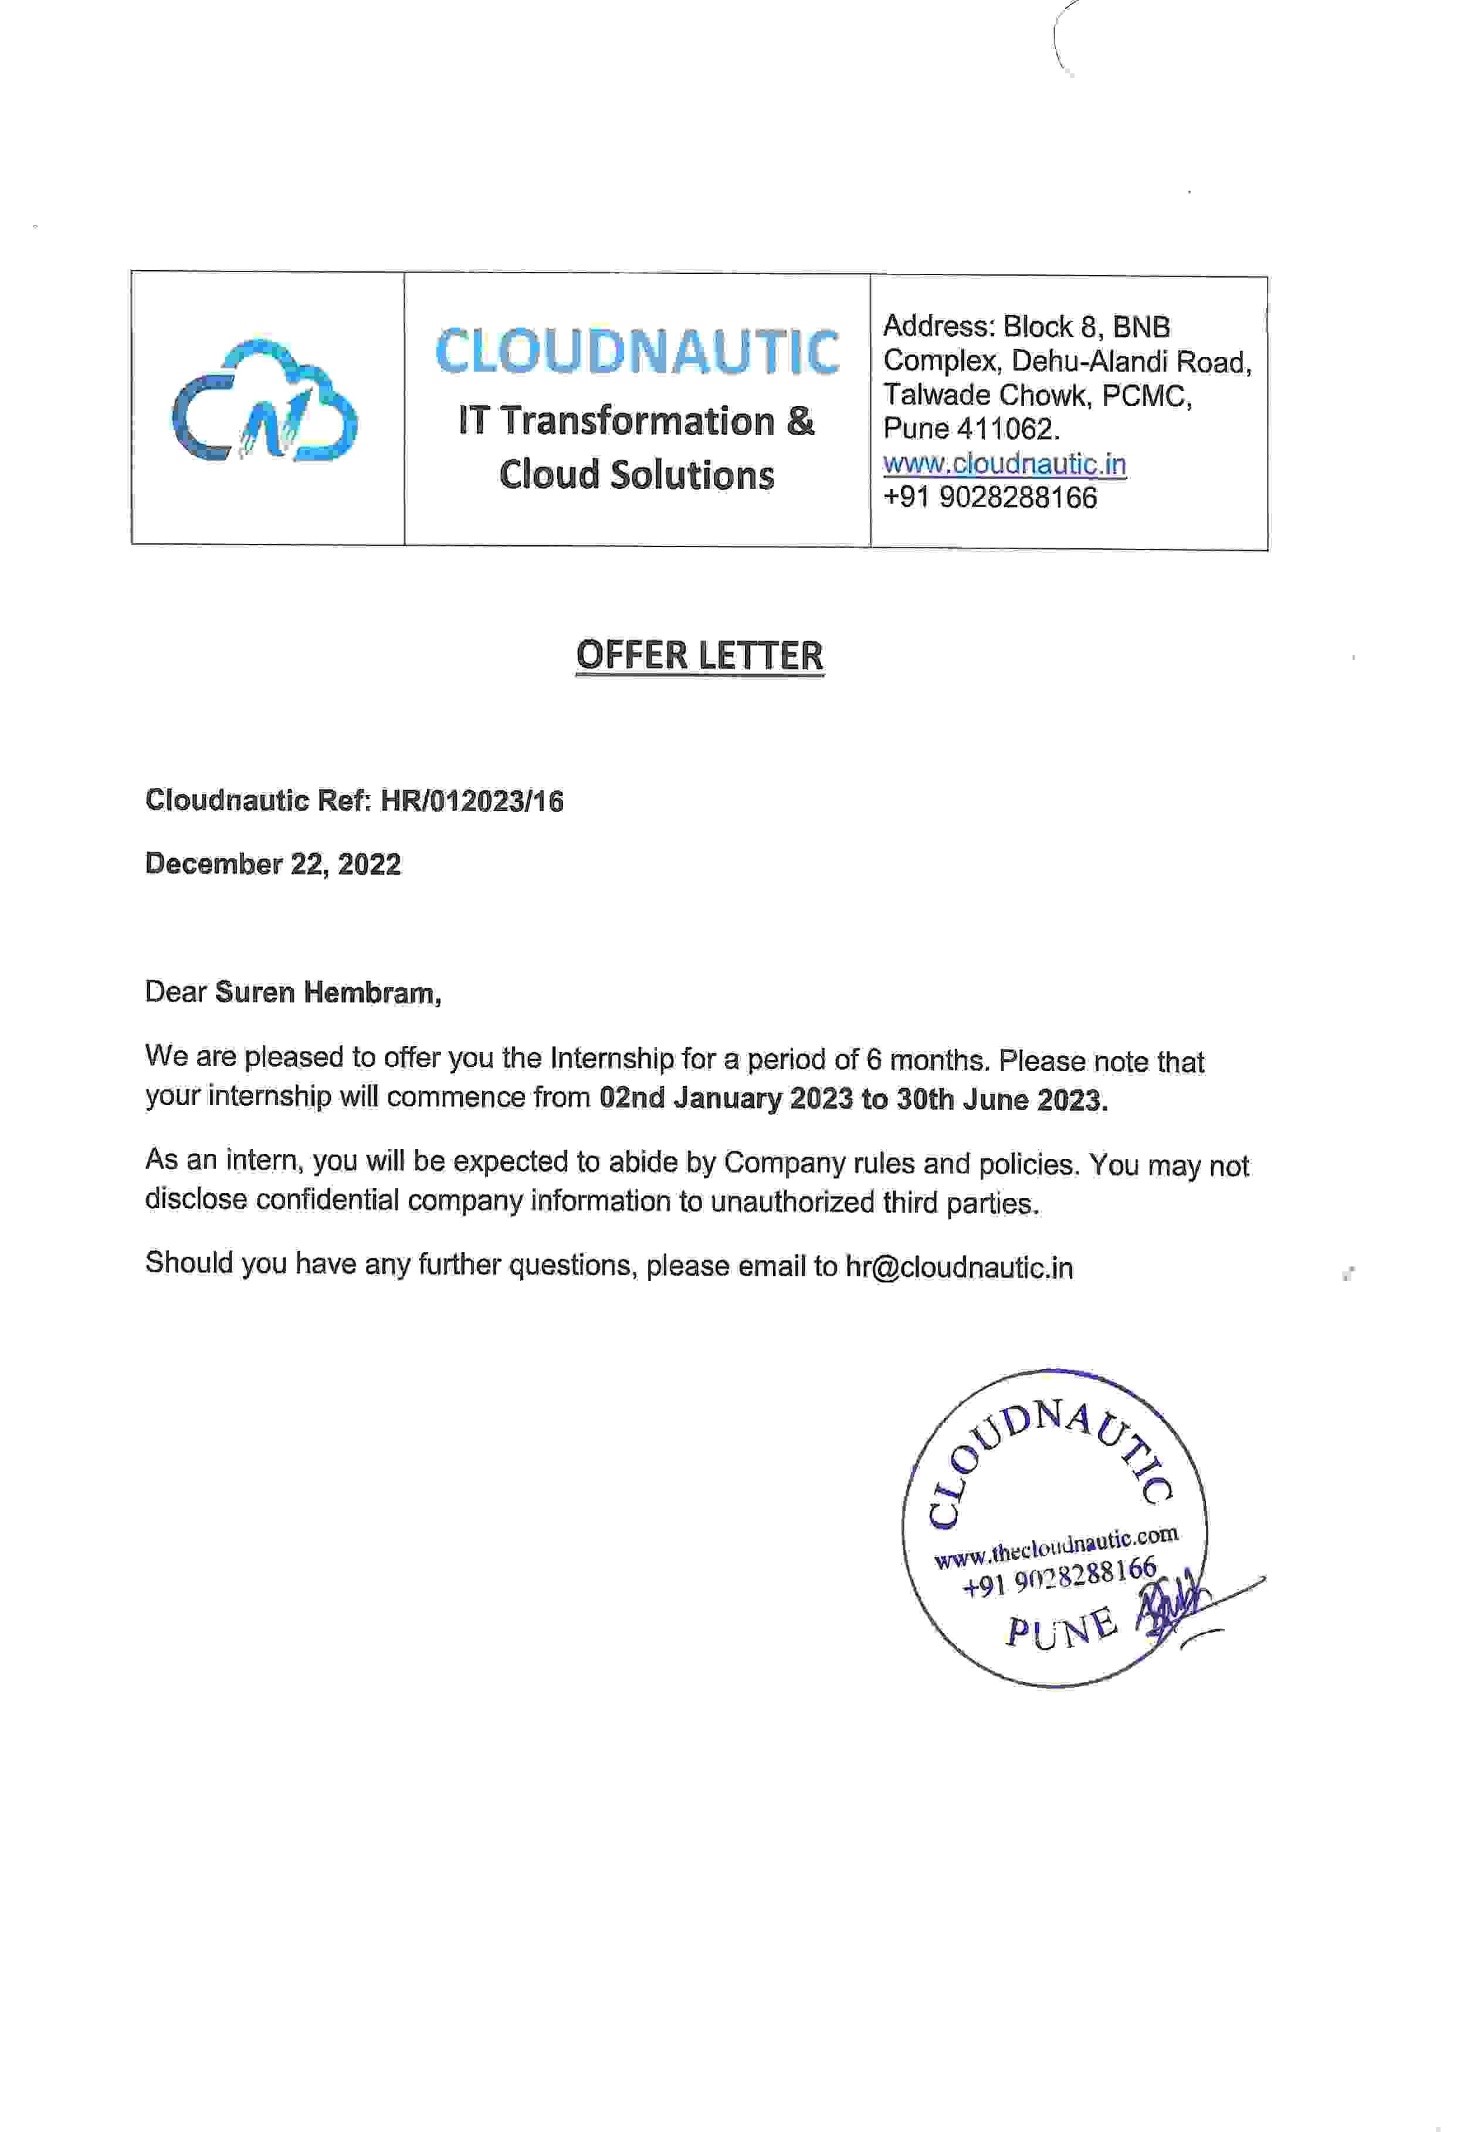 CLOUDNAUTIC
IT Transformation &
Cloud Solutions
Address: Block 8, BNB
Complex, Dehu-Alandi Road,
Talwade Chowk, PCMC,
Pune 411062.
www.cloudnautic.in
+91 9028288166
OFFER LETTER
Cloudnautic Ref: HR/012023/16
December 22, 2022
Dear Suren Hembram,
We are pleased to offer you the Internship for a period of 6 months. Please note that
your internship will commence from 02nd January 2023 to 30th June 2023.
As an intern, you will be expected to abide by Company rules and policies. You may not
disclose confidential company information to unauthorized third parties.
Should you have any further questions, please email to hr@cloudnautic.in
CLOUDNAUTIC
www.thecloudnautic.com
+91 9028288166
PUNE